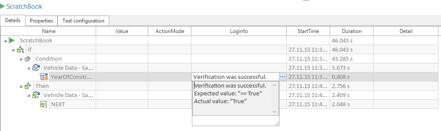 ScratchBook
Details Properties Test configuration
Name Value ActionMode Loginfo StartTime Duration Detail
ScratchBook 46.043 s
If 27.11.15 11:3... 46.043 s
Condition 27.11.15 11:3... 43.285 s
Vehicle Data - Sa... 27.11.15 11:3... 5.673 s
YearOfConstr... Verification was successful. ... 27.11.15 11:3... 0.808 s
Then 27.11.15 11:3... 2.756 s
Vehicle Data - Sa... 27.11.15 11:3... 2.409 s
NEXT 27.11.15 11:3... 2.048 s
Verification was successful.
Expected value: "== True"
Actual value: "True"